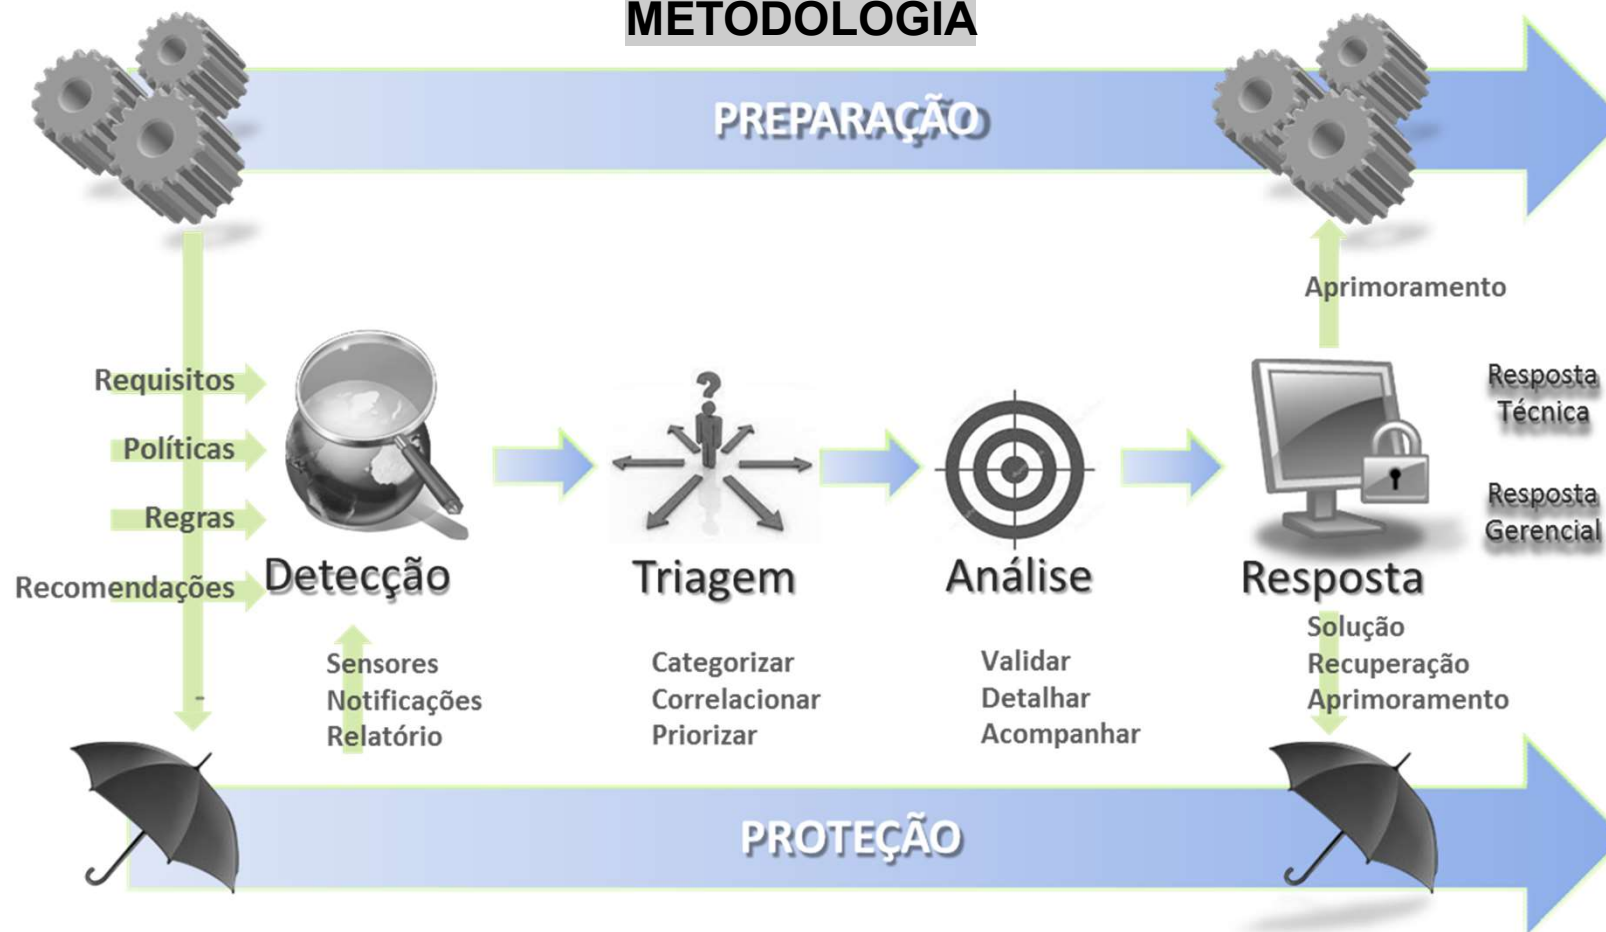 METODOLOGIA
PREPARAÇÃO
Aprimoramento
Requisitos
Políticas
Regras
Recomendações
-
Detecção
Sensores
Notificações
Relatório
Triagem
Categorizar
Correlacionar
Priorizar
Análise
Validar
Detalhar
Acompanhar
Resposta
Solução
Recuperação
Aprimoramento
Resposta
Técnica
Resposta
Gerencial
PROTEÇÃO